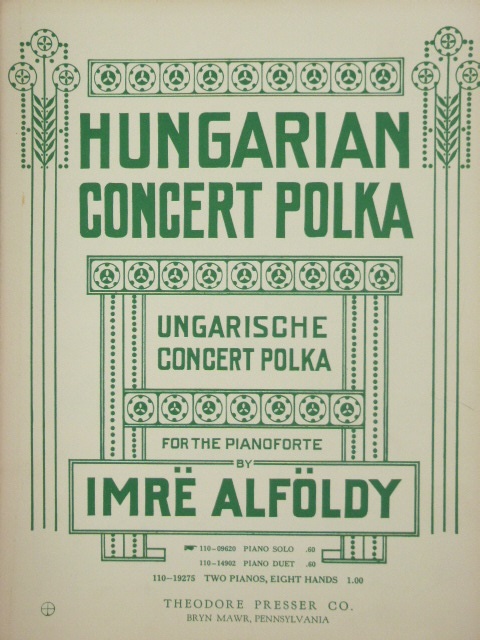 HUNGARIAN
CONCERT POLKA
UNGARISCHE
CONCERT POLKA
FOR THE PIANOFORTE
BY
IMRË ALFÖLDY
110-09620 PIANO SOLO .60
110-14902 PIANO DUET .60
110-19275 TWO PIANOS, EIGHT HANDS 1.00
THEODORE PRESSER CO.
BRYN MAWR, PENNSYLVANIA